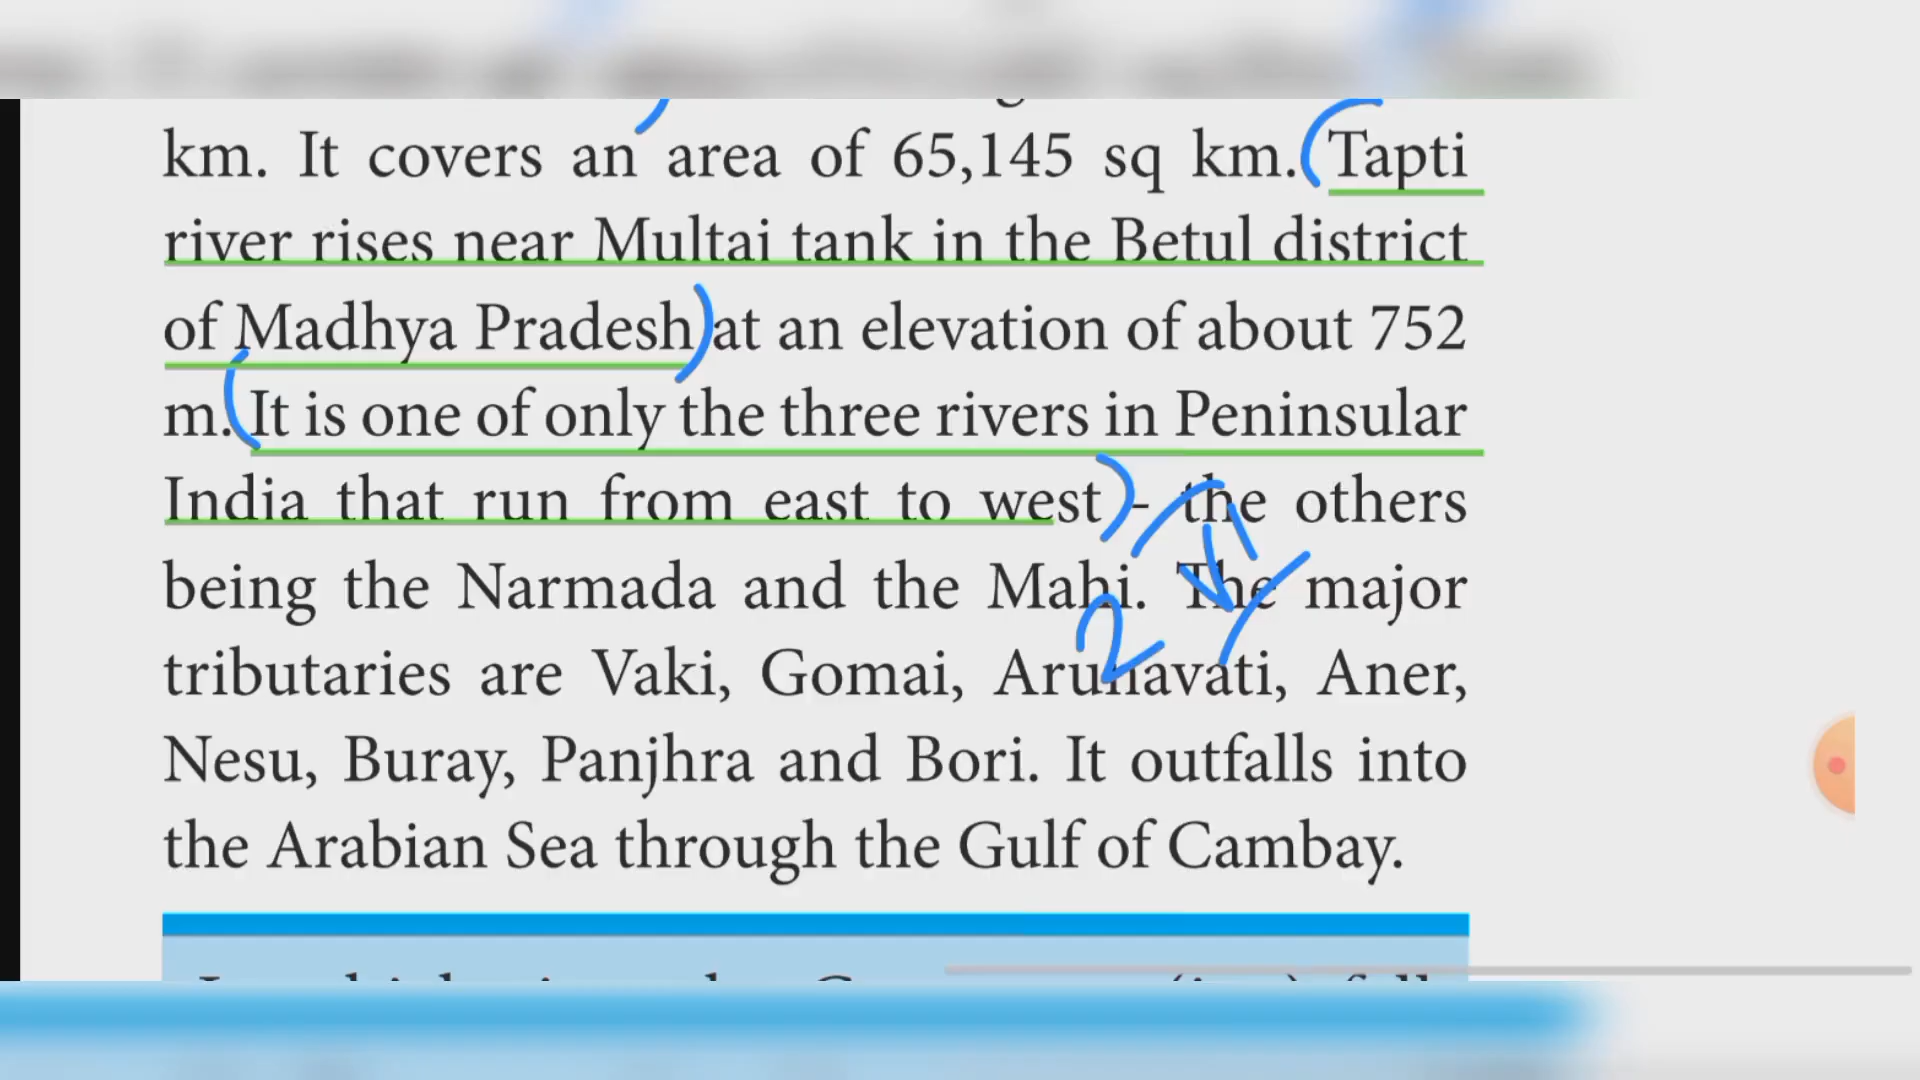 km. It covers an area of 65,145 sq km. Tapti
river rises near Multai tank in the Betul district
of Madhya Pradesh at an elevation of about 752
m. It is one of only the three rivers in Peninsular
India that run from east to west - the others
being the Narmada and the Mahi. The major
tributaries are Vaki, Gomai, Arunavati, Aner,
Nesu, Buray, Panjhra and Bori. It outfalls into
the Arabian Sea through the Gulf of Cambay.